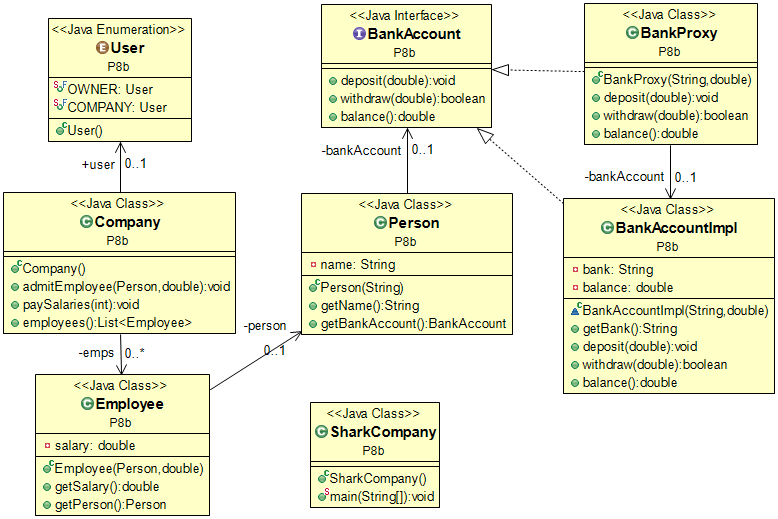 <<Java Enumeration>>
User
P8b
OWNER: User
COMPANY: User
User()
<<Java Interface>>
BankAccount
P8b
deposit(double):void
withdraw(double):boolean
balance():double
<<Java Class>>
BankProxy
P8b
BankProxy(String,double)
deposit(double):void
withdraw(double):boolean
balance():double
+user 0..1
-bankAccount 0..1
-bankAccount 0..1
<<Java Class>>
Company
P8b
Company()
admitEmployee(Person,double):void
paySalaries(int):void
employees():List<Employee>
<<Java Class>>
Person
P8b
name: String
Person(String)
getName():String
getBankAccount():BankAccount
<<Java Class>>
BankAccountImpl
P8b
bank: String
balance: double
BankAccountImpl(String,double)
getBank():String
deposit(double):void
withdraw(double):boolean
balance():double
-emps 0..*
-person
0..1
<<Java Class>>
Employee
P8b
salary: double
Employee(Person,double)
getSalary():double
getPerson():Person
<<Java Class>>
SharkCompany
P8b
SharkCompany()
main(String[]):void